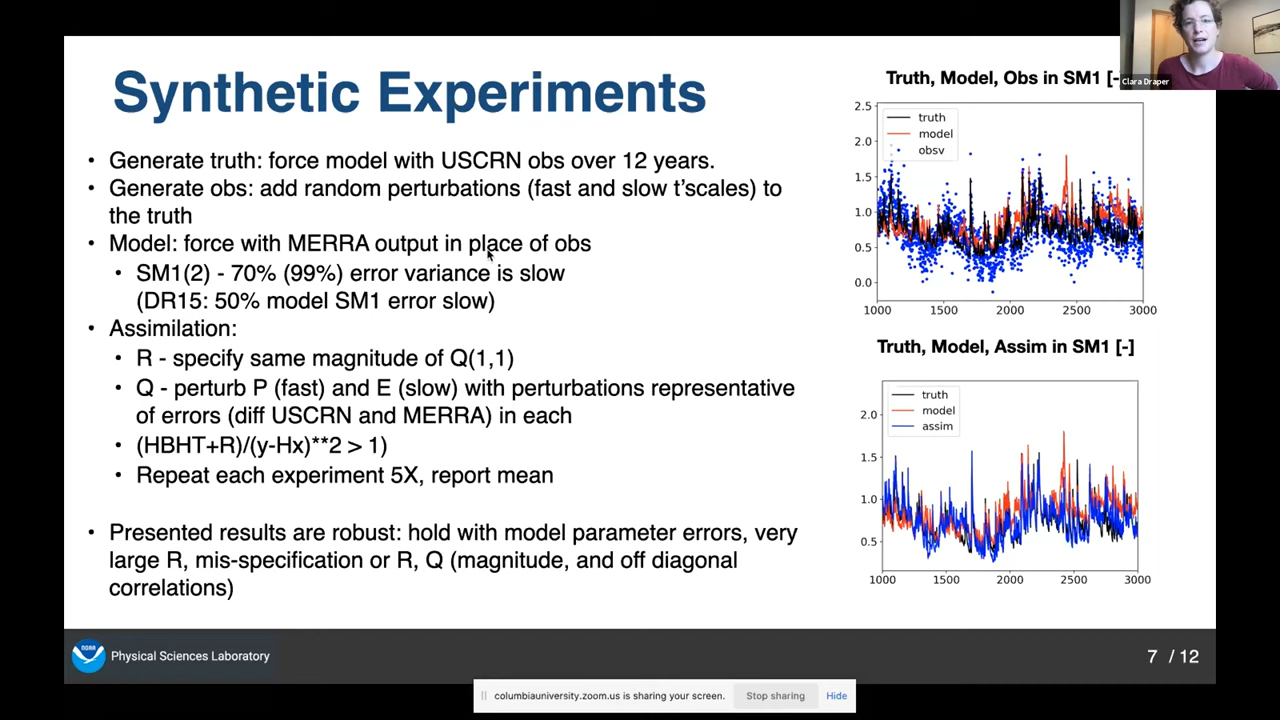 Synthetic Experiments
• Generate truth: force model with USCRN obs over 12 years.
• Generate obs: add random perturbations (fast and slow t'scales) to
the truth
• Model: force with MERRA output in place of obs
• SM1(2) - 70% (99%) error variance is slow
(DR15: 50% model SM1 error slow)
• Assimilation:
• R - specify same magnitude of Q(1,1)
• Q - perturb P (fast) and E (slow) with perturbations representative
of errors (diff USCRN and MERRA) in each
• (HBHT+R)/(y-Hx)**2 > 1)
• Repeat each experiment 5X, report mean
• Presented results are robust: hold with model parameter errors, very
large R, mis-specification or R, Q (magnitude, and off diagonal
correlations)
Truth, Model, Obs in SM1 [-
2.5
2.0
1.5
1.0
0.5
0.0
truth
model
obsv
1000 1500 2000 2500 3000
Truth, Model, Assim in SM1 [-]
2.0
1.5
1.0
0.5
truth
model
assim
1000 1500 2000 2500 3000
Clara Draper
NOAA
Physical Sciences Laboratory
7 / 12
columbiauniversity.zoom.us is sharing your screen.
Stop sharing
Hide